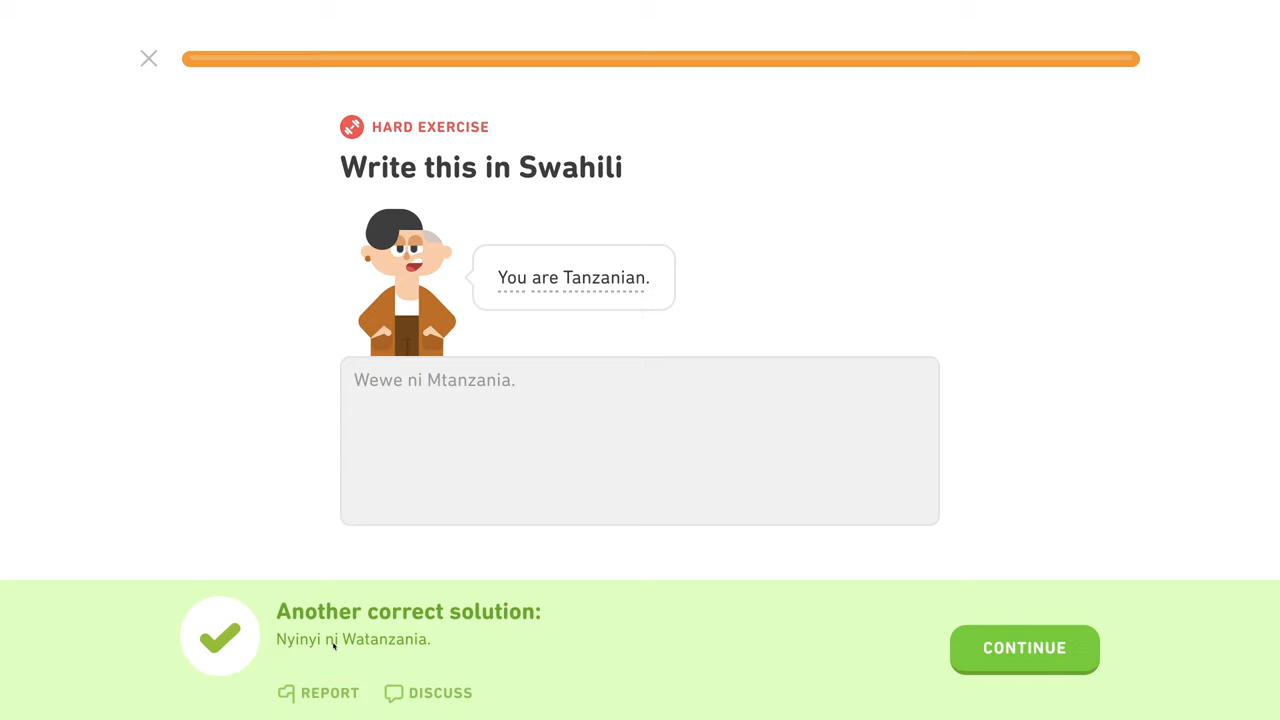 HARD EXERCISE
Write this in Swahili
You are Tanzanian.
Wewe ni Mtanzania.
Another correct solution:
Nyinyi ni Watanzania.
CONTINUE
REPORT DISCUSS